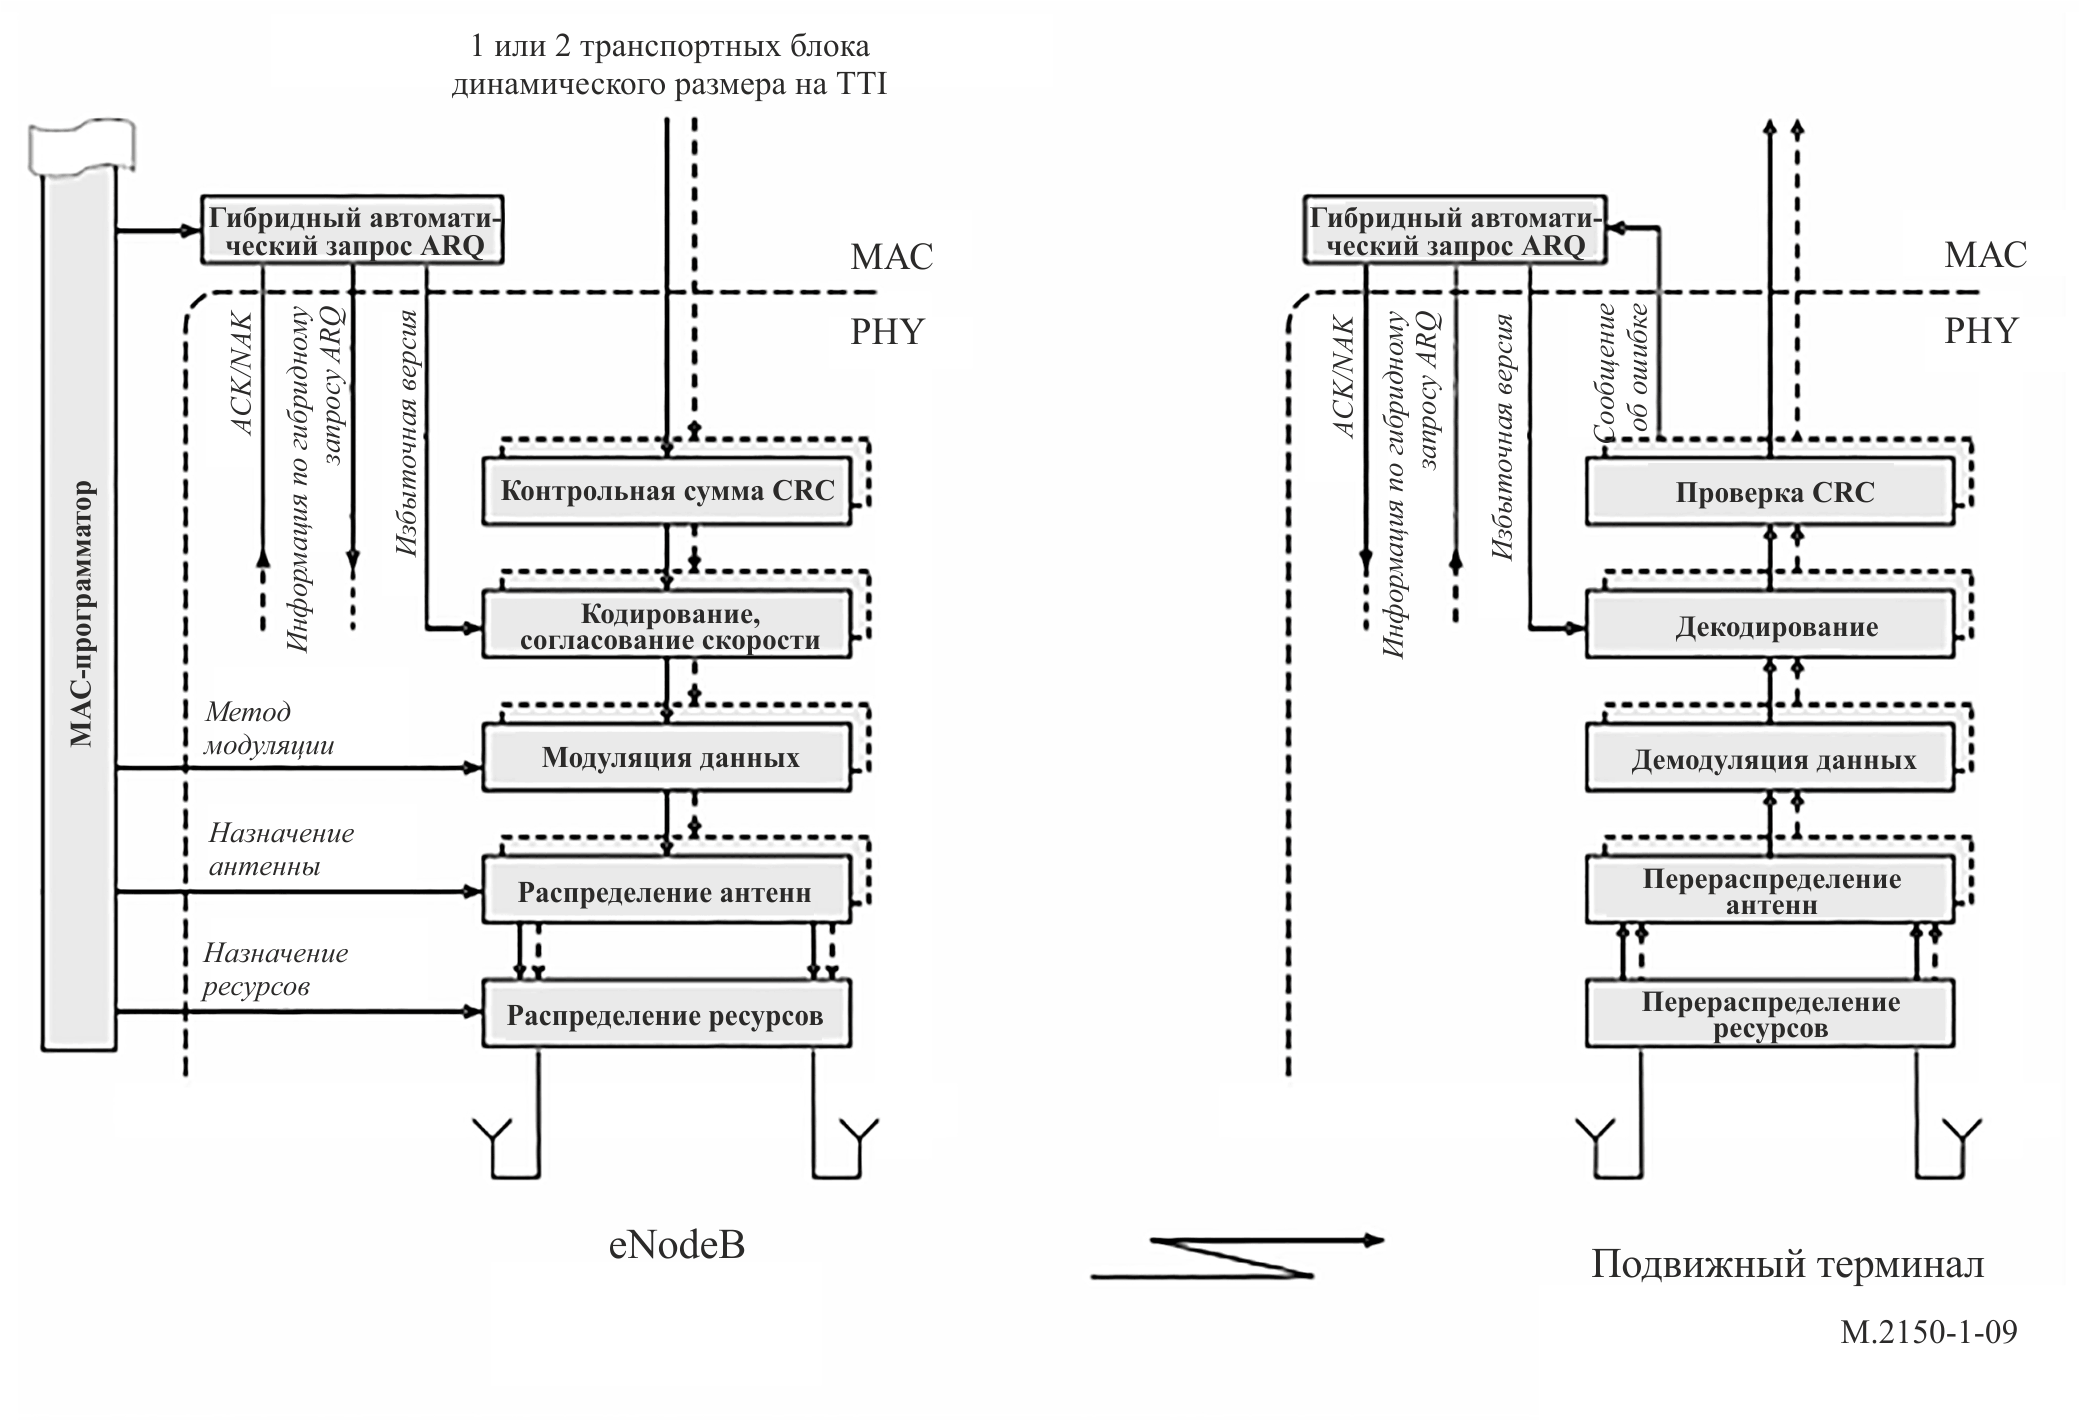 1 или 2 транспортных блока
динамического размера на TTI
MAC-программатор
Гибридный автомати-
ческий запрос ARQ
MAC
PHY
ACK/NAK
Информация по гибридному
запросу ARQ
Избыточная версия
Контрольная сумма CRC
Кодирование,
согласование скорости
Метод
модуляции
Модуляция данных
Назначение
антенны
Распределение антенн
Назначение
ресурсов
Распределение ресурсов
eNodeB
Гибридный автомати-
ческий запрос ARQ
MAC
PHY
ACK/NAK
Информация по гибридному
запросу ARQ
Избыточная версия
Сообщение
об ошибке
Проверка CRC
Декодирование
Демодуляция данных
Перераспределение
антенн
Перераспределение
ресурсов
Подвижный терминал
M.2150-1-09